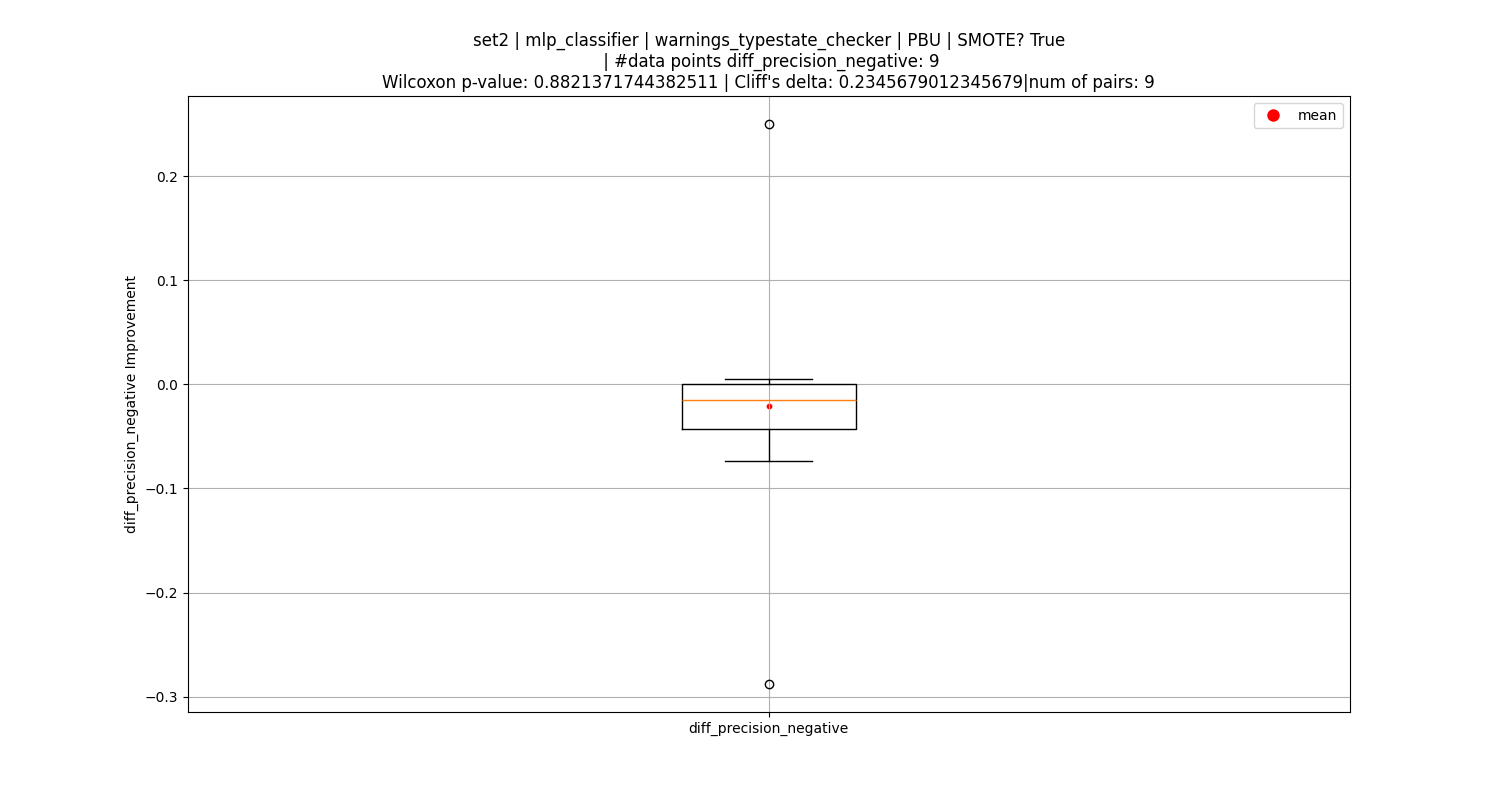 set2 | mlp_classifier | warnings_typestate_checker | PBU | SMOTE? True
| #data points diff_precision_negative: 9
Wilcoxon p-value: 0.8821371744382511 | Cliff's delta: 0.2345679012345679|num of pairs: 9
mean
0.2
0.1
0.0
−0.1
−0.2
−0.3
diff_precision_negative Improvement
diff_precision_negative